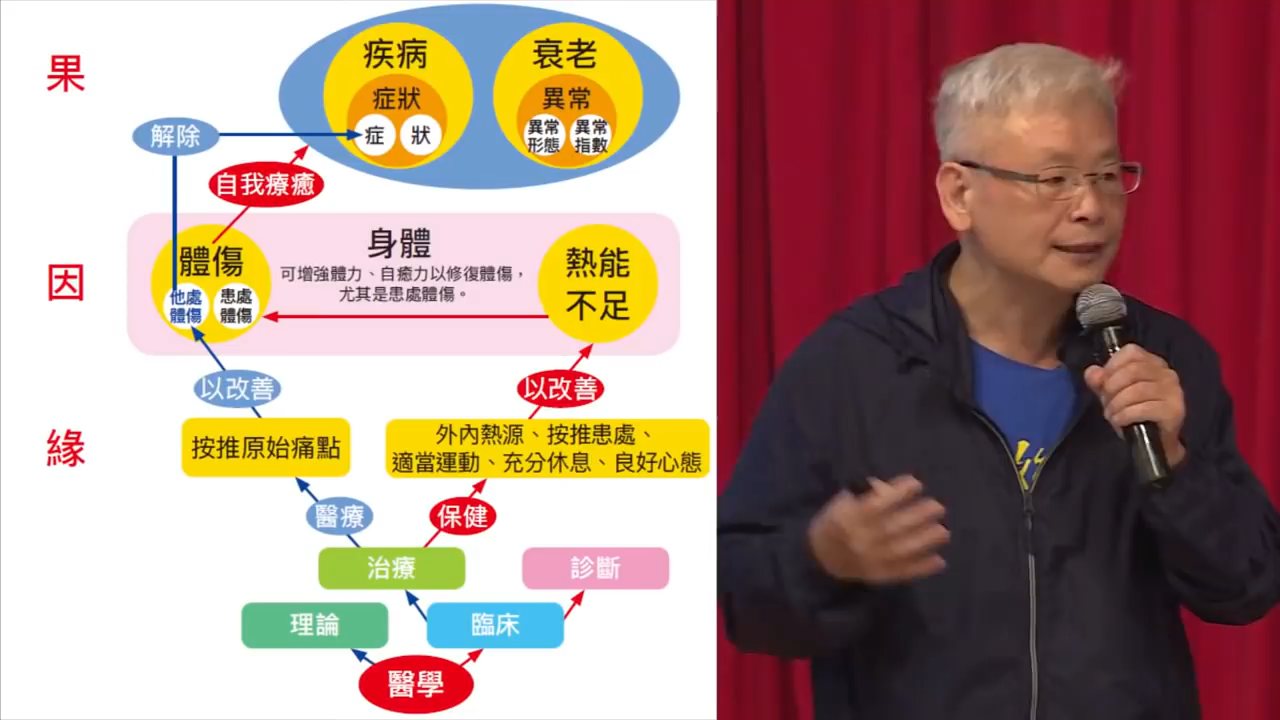 果
疾病
衰老
症狀
異常
症
狀
異常
形態
異常
指數
解除
自我療癒
因
體傷
身體
可增強體力、自癒力以修復體傷，
尤其是患處體傷。
熱能
不足
他處
體傷
患處
體傷
以改善
以改善
緣
按推原始痛點
外內熱源、按推患處、
適當運動、充分休息、良好心態
醫療
保健
治療
診斷
理論
臨床
醫學